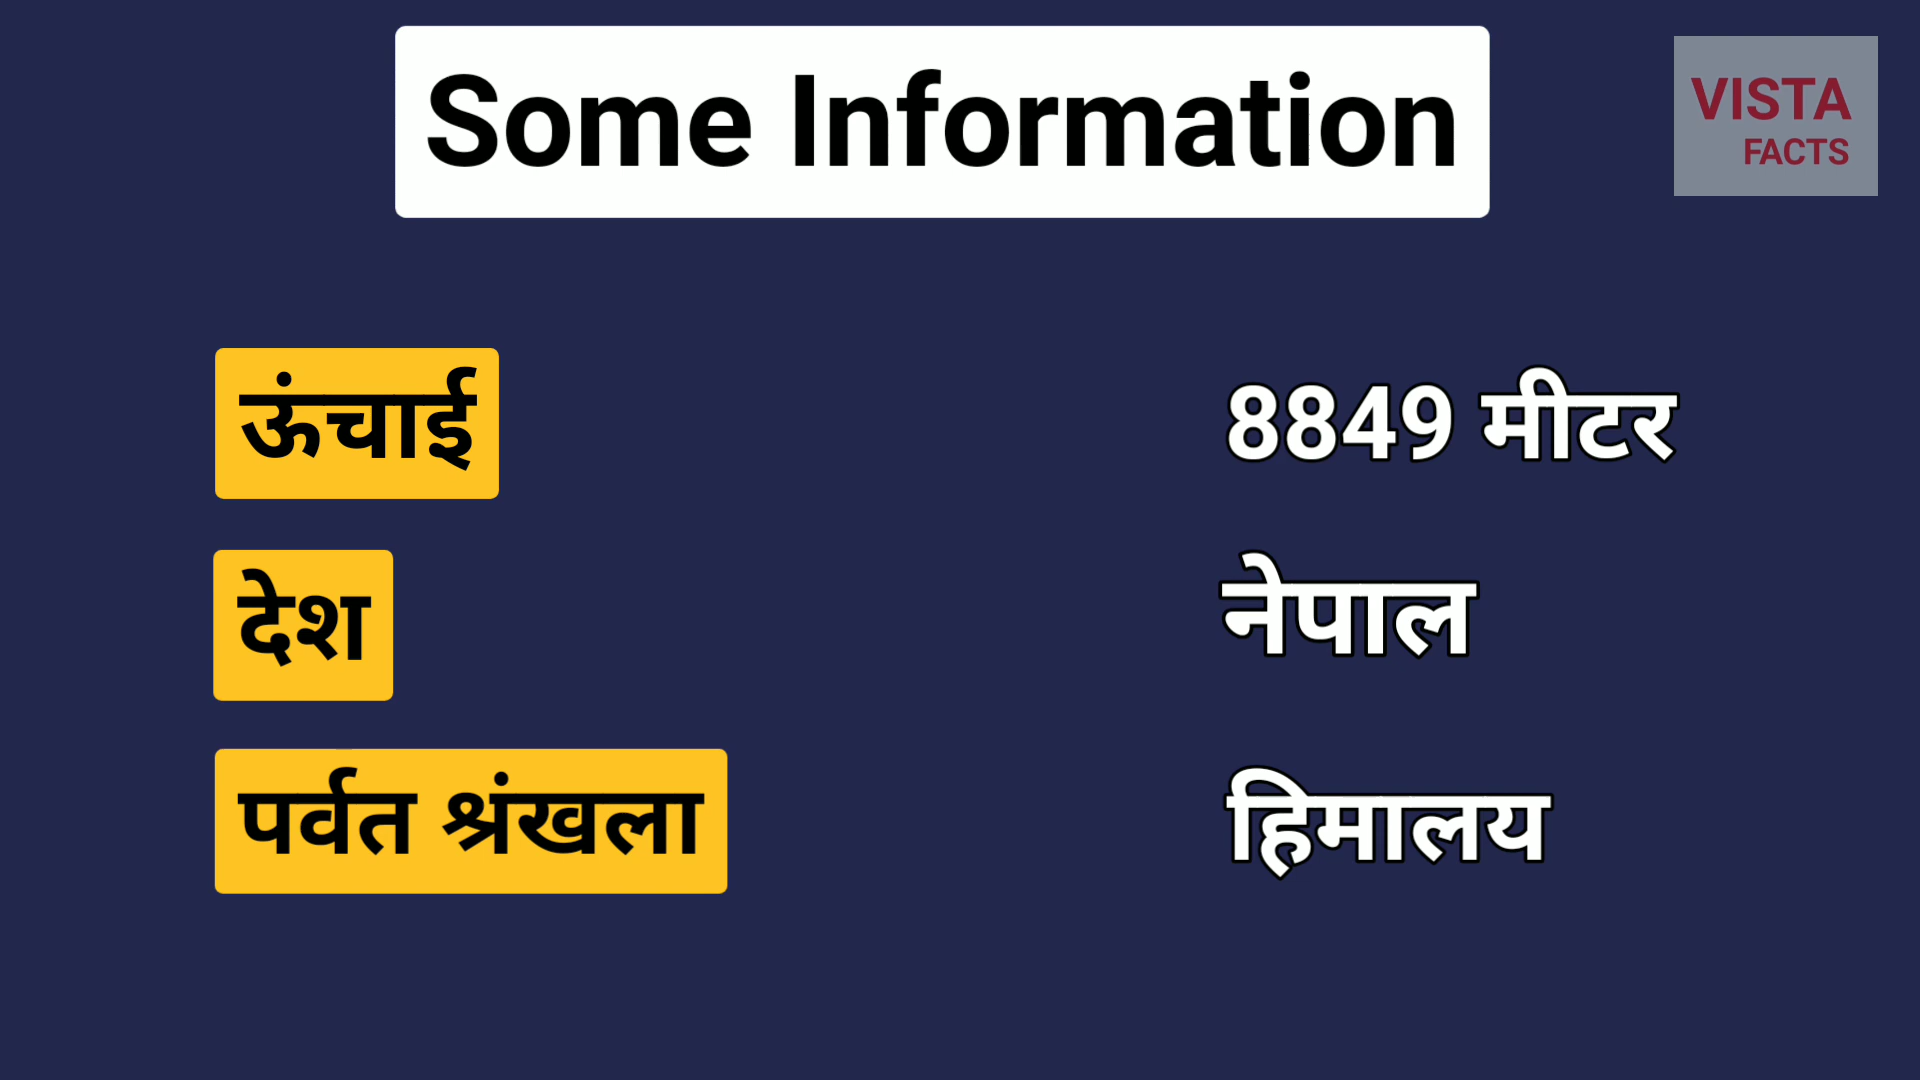 Some Information
VISTA
FACTS
ऊंचाई 8849 मीटर
देश नेपाल
पर्वत श्रंखला हिमालय